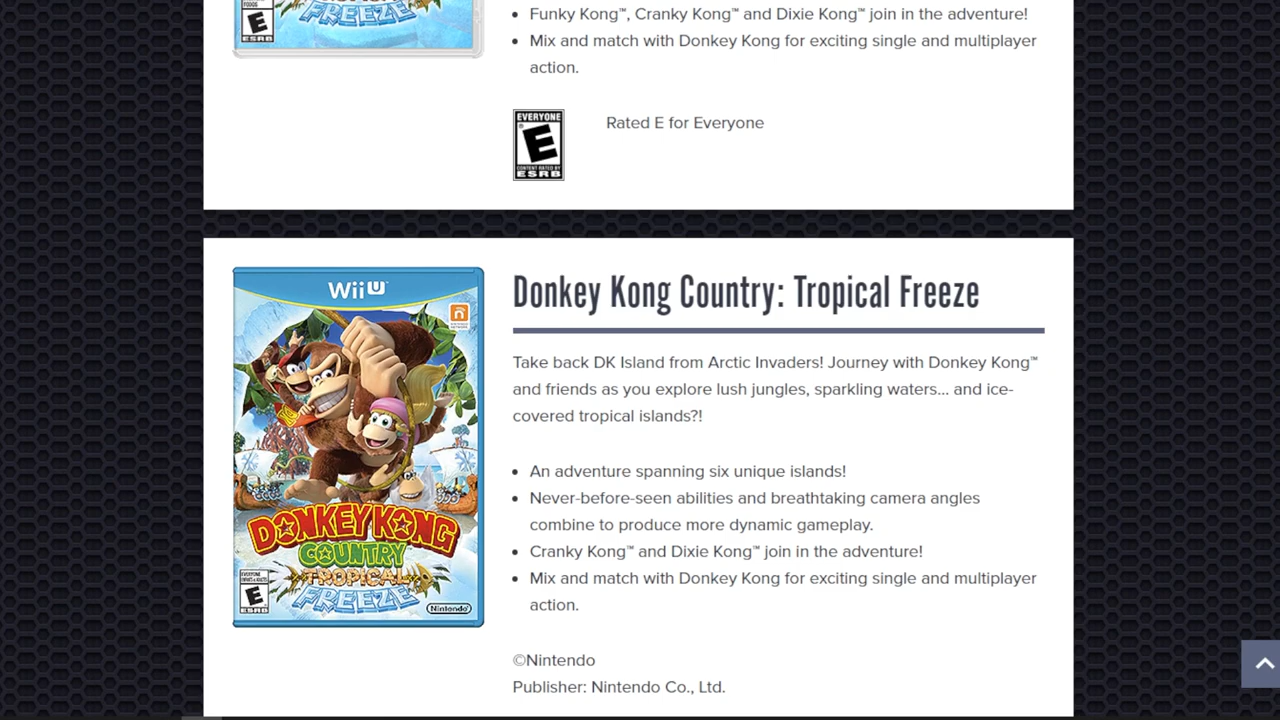 FREEZE
E
ESRB
• Funky Kong™, Cranky Kong™ and Dixie Kong™ join in the adventure!
• Mix and match with Donkey Kong for exciting single and multiplayer
action.
EVERYONE
E
CONTENT RATED BY
ESRB
Rated E for Everyone
Wii U
Donkey Kong Country: Tropical Freeze
Take back DK Island from Arctic Invaders! Journey with Donkey Kong™
and friends as you explore lush jungles, sparkling waters... and ice-
covered tropical islands?!
• An adventure spanning six unique islands!
• Never-before-seen abilities and breathtaking camera angles
combine to produce more dynamic gameplay.
• Cranky Kong™ and Dixie Kong™ join in the adventure!
• Mix and match with Donkey Kong for exciting single and multiplayer
action.
DONKEY KONG
COUNTRY
TROPICAL
FREEZE
E
ESRB
Nintendo
©Nintendo
Publisher: Nintendo Co., Ltd.